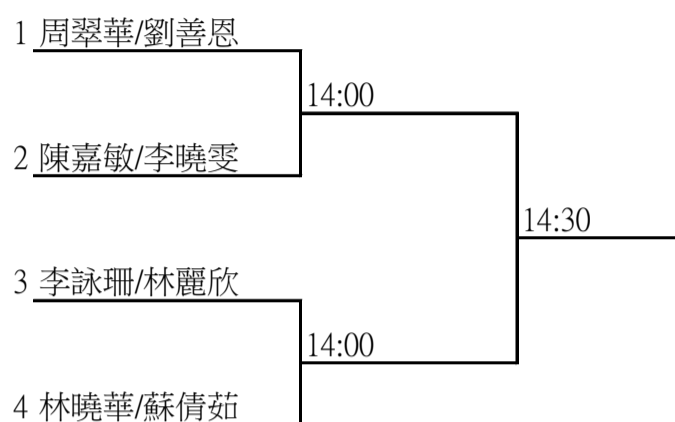 1 周翠華/劉善恩
14:00
2 陳嘉敏/李曉雯
14:30
3 李詠珊/林麗欣
14:00
4 林曉華/蘇倩茹